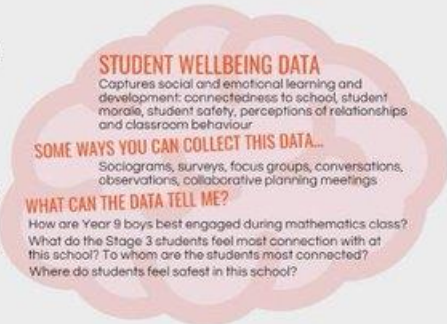 STUDENT WELLBEING DATA
Captures social and emotional learning and
development: connectedness to school, student
morale, student safety, perceptions of relationships
and classroom behaviour
SOME WAYS YOU CAN COLLECT THIS DATA...
Sociograms, surveys, focus groups, conversations,
observations, collaborative planning meetings
WHAT CAN THE DATA TELL ME?
How are Year 9 boys best engaged during mathematics class?
What do the Stage 3 students feel most connection with at
this school? To whom are the students most connected?
Where do students feel safest in this school?